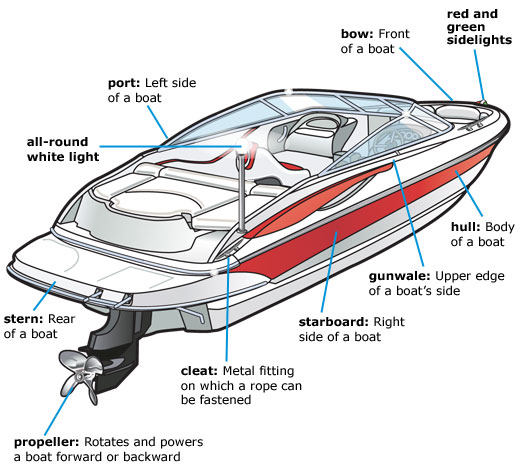 red and
green
sidelights
bow: Front
of a boat
port: Left side
of a boat
all-round
white light
hull: Body
of a boat
gunwale: Upper edge
of a boat's side
stern: Rear
of a boat
starboard: Right
side of a boat
cleat: Metal fitting
on which a rope can
be fastened
propeller: Rotates and powers
a boat forward or backward